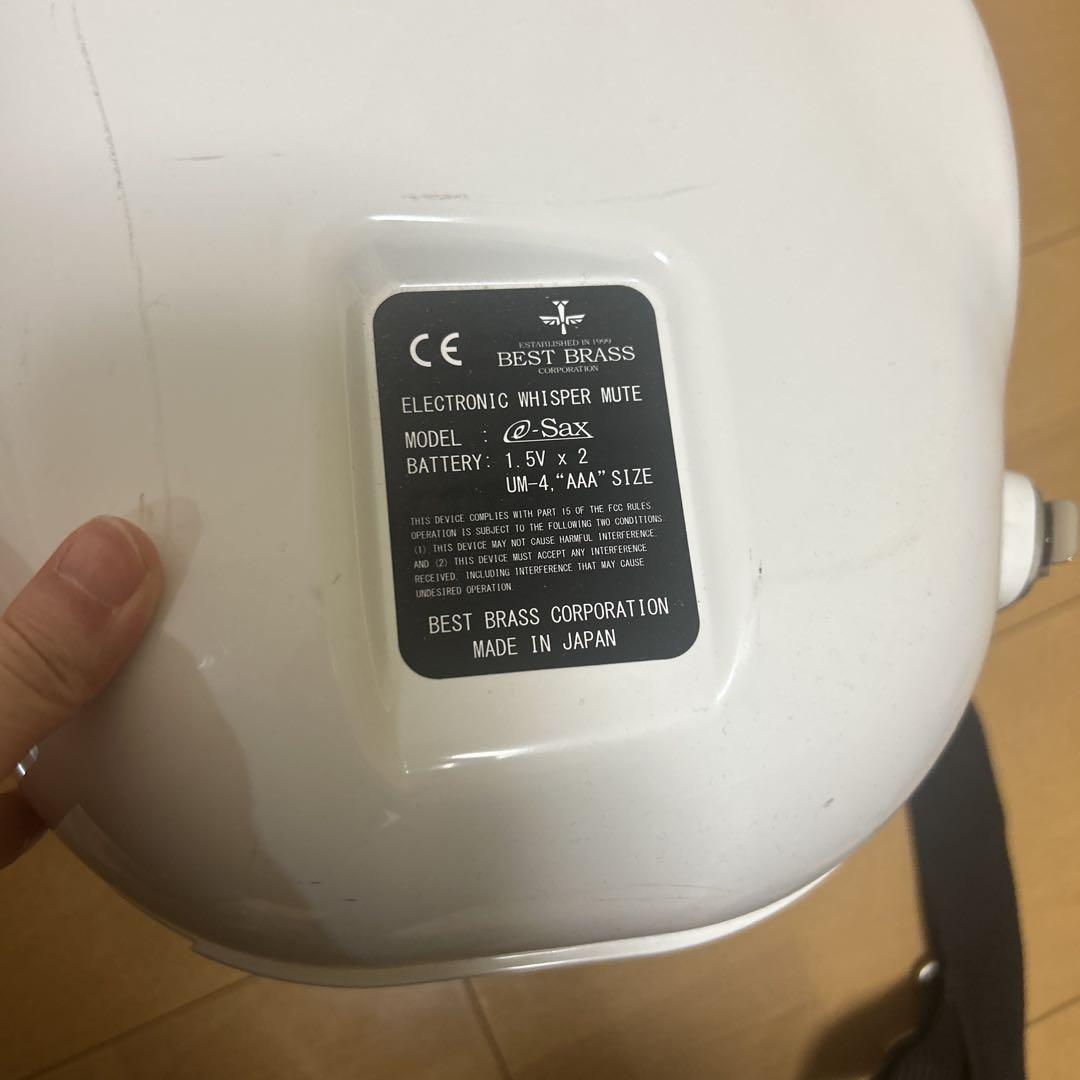 CE
ESTABLISHED IN 1999
BEST BRASS
CORPORATION
ELECTRONIC WHISPER MUTE
MODEL : e-Sax
BATTERY: 1.5V x 2
UM-4,“AAA” SIZE
THIS DEVICE COMPLIES WITH PART 15 OF THE FCC RULES
OPERATION IS SUBJECT TO THE FOLLOWING TWO CONDITIONS
(1) THIS DEVICE MAY NOT CAUSE HARMFUL INTERFERENCE.
AND (2) THIS DEVICE MUST ACCEPT ANY INTERFERENCE
RECEIVED. INCLUDING INTERFERENCE THAT MAY CAUSE
UNDESIRED OPERATION.
BEST BRASS CORPORATION
MADE IN JAPAN